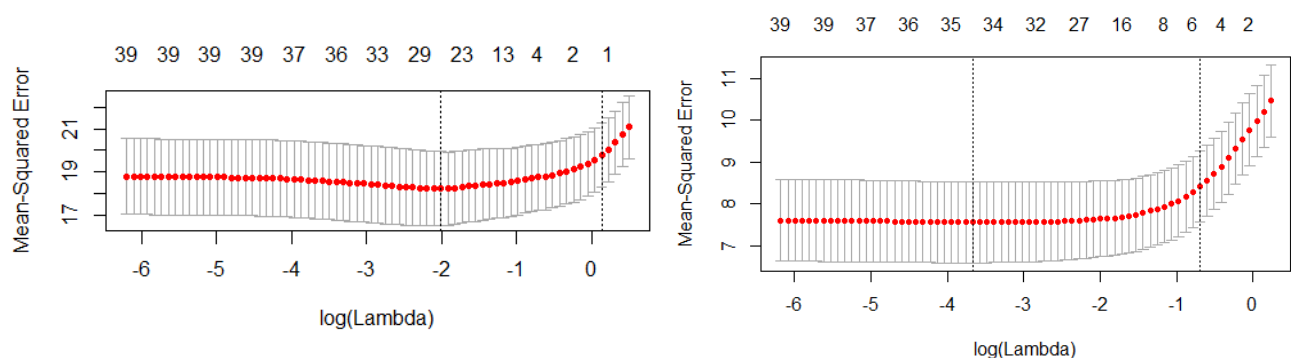 39 39 39 39 37 36 33 29 23 13 4 2 1
Mean-Squared Error
21
19
17
-6 -5 -4 -3 -2 -1 0
log(Lambda)
39 39 37 36 35 34 32 27 16 8 6 4 2
Mean-Squared Error
11
10
9
8
7
-6 -5 -4 -3 -2 -1 0
log(Lambda)